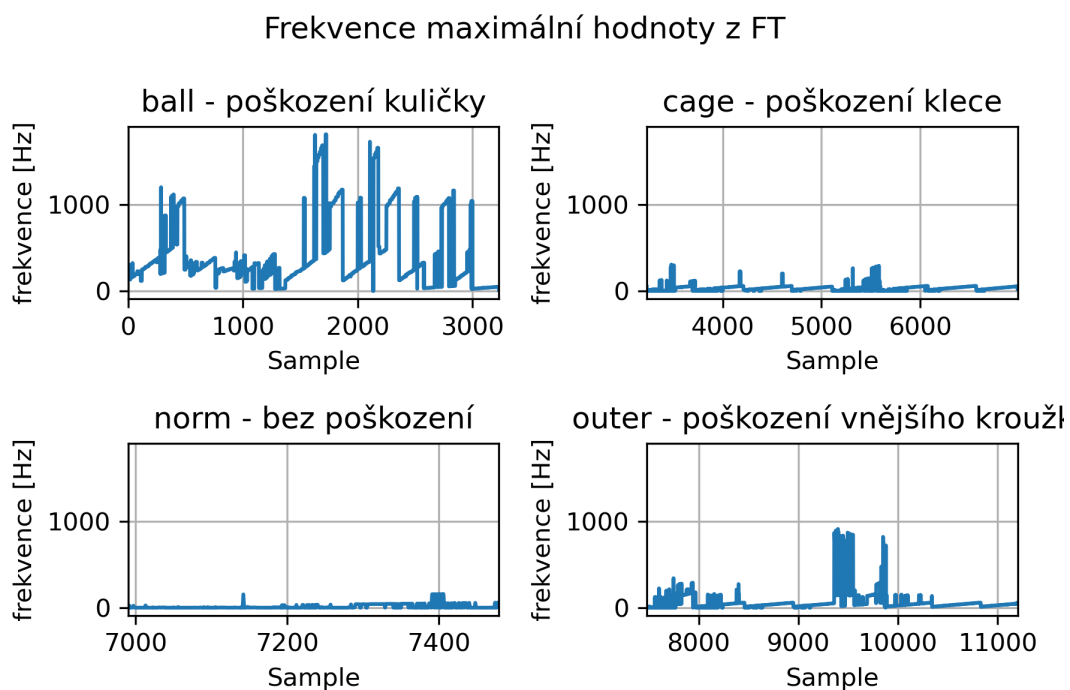 Frekvence maximální hodnoty z FT
ball - poškození kuličky
cage - poškození klece
frekvence [Hz]
1000
0
0
1000
2000
3000
Sample
frekvence [Hz]
1000
0
4000
5000
6000
Sample
norm - bez poškození
outer - poškození vnějšího kroužk
frekvence [Hz]
1000
0
7000
7200
7400
Sample
frekvence [Hz]
1000
0
8000
9000
10000
11000
Sample